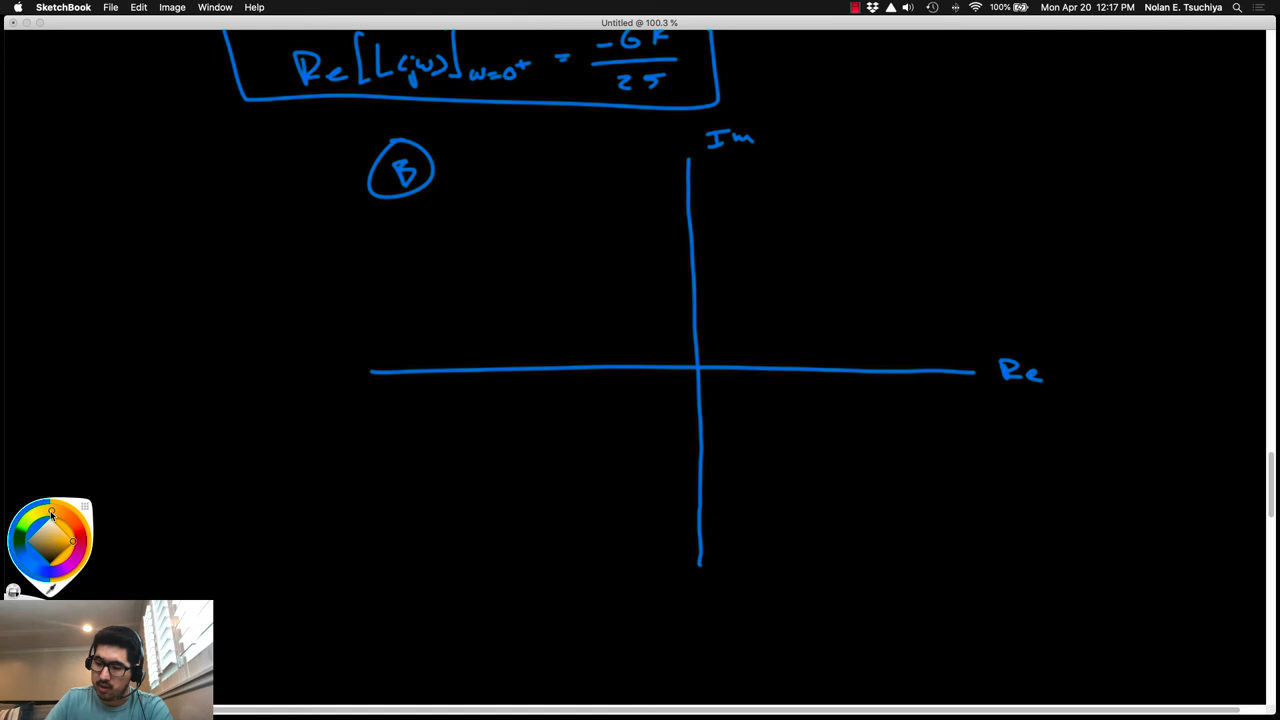 SketchBook File Edit Image Window Help 100% Mon Apr 20 12:17 PM Nolan E. Tsuchiya
Untitled @ 100.3 %
Re[L(jω)]ω=0⁺ = -6K/25
Im
B
Re